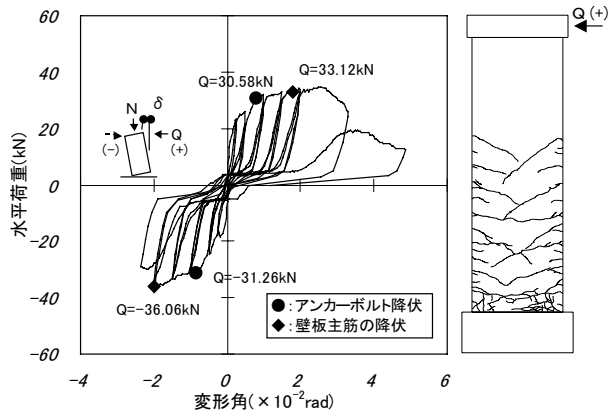 60
40
20
0
−20
−40
−60
水平荷重(kN)
Q=30.58kN
Q=33.12kN
N
δ
Q
(−)
(+)
Q=−36.06kN
Q=−31.26kN
●:アンカーボルト降伏
◆:壁板主筋の降伏
−4
−2
0
2
4
6
変形角(×10⁻²rad)
Q(+)